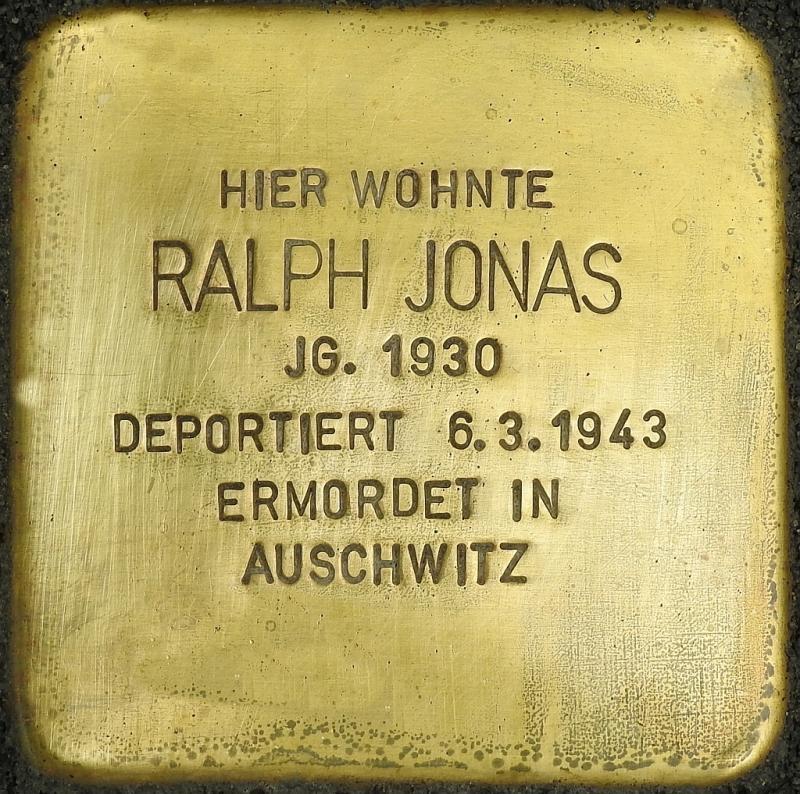 HIER WOHNTE
RALPH JONAS
JG. 1930
DEPORTIERT 6.3.1943
ERMORDET IN
AUSCHWITZ